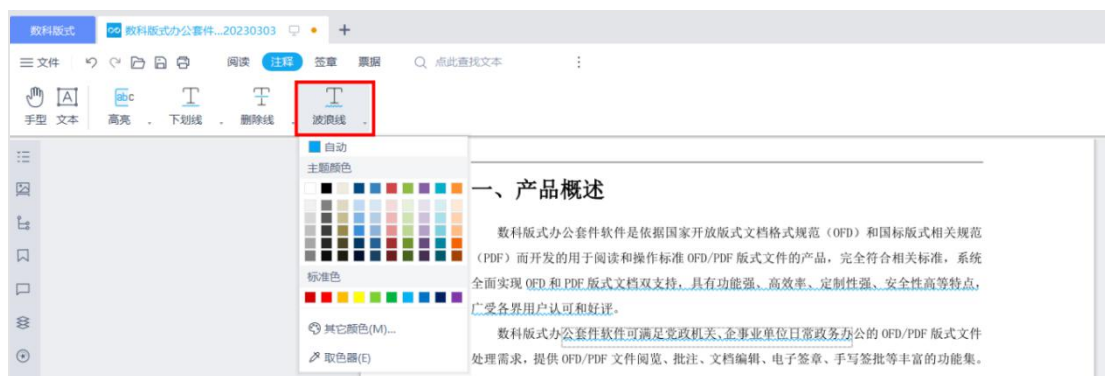 数科版式 数科版式办公套件...20230303
文件 阅读 注释 签章 票据 点此查找文本
手型 文本 abc 高亮 下划线 删除线 波浪线
自动
主题颜色
标准色
其它颜色(M)...
取色器(E)
一、产品概述
数科版式办公套件软件是依据国家开放版式文档格式规范（OFD）和国标版式相关规范
（PDF）而开发的用于阅读和操作标准 OFD/PDF 版式文件的产品，完全符合相关标准，系统
全面实现 OFD 和 PDF 版式文档双支持，具有功能强、高效率、定制性强、安全性高等特点，
广受各界用户认可和好评。
数科版式办公套件软件可满足党政机关、企事业单位日常政务办公的 OFD/PDF 版式文件
处理需求，提供 OFD/PDF 文件阅览、批注、文档编辑、电子签章、手写签批等丰富的功能集。